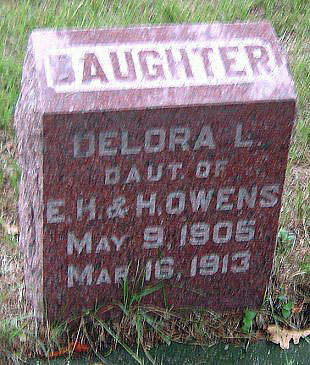 DAUGHTER
DELORA L.
DAUT. OF
E.H. & H. OWENS
MAY 9, 1905
MAR 16, 1913